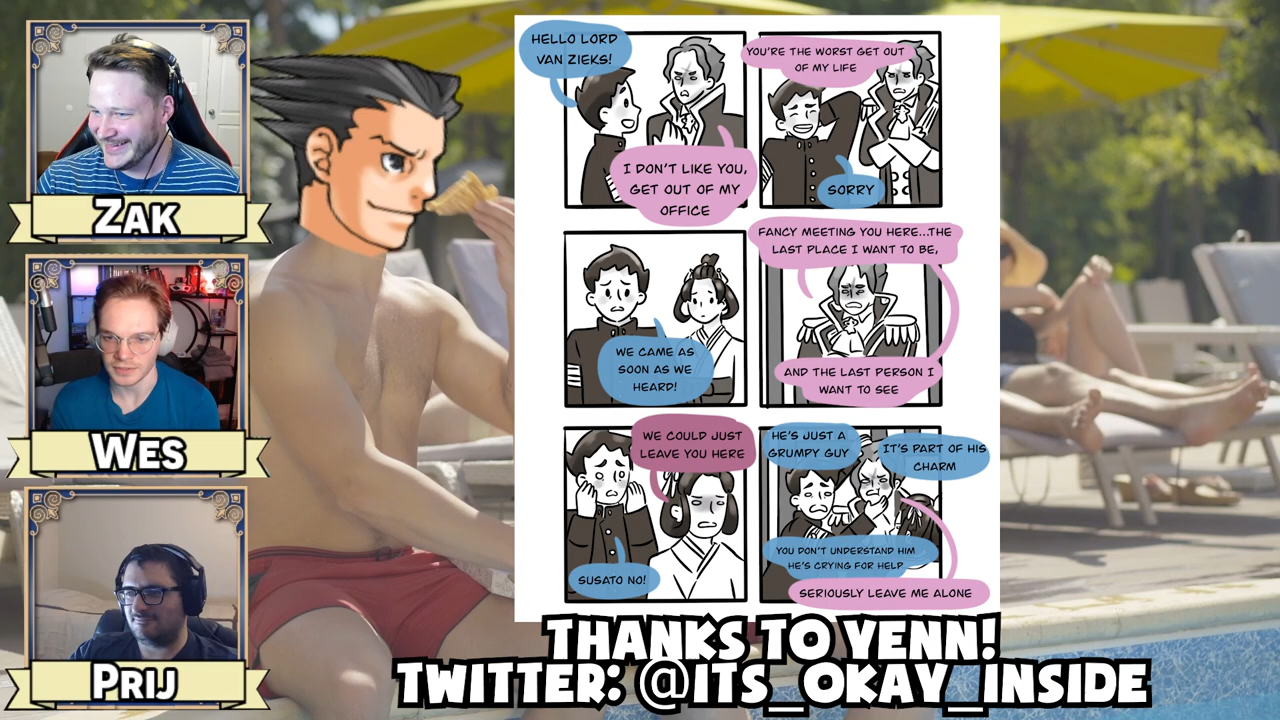 ZAK
WES
PRIJ
HELLO LORD
VAN ZIEKS!
I DON'T LIKE YOU,
GET OUT OF MY
OFFICE
YOU'RE THE WORST GET OUT
OF MY LIFE
SORRY
WE CAME AS
SOON AS WE
HEARD!
FANCY MEETING YOU HERE...THE
LAST PLACE I WANT TO BE,
AND THE LAST PERSON I
WANT TO SEE
WE COULD JUST
LEAVE YOU HERE
SUSATO NO!
HE'S JUST A
GRUMPY GUY
IT'S PART OF HIS
CHARM
YOU DON'T UNDERSTAND HIM
HE'S CRYING FOR HELP
SERIOUSLY LEAVE ME ALONE
THANKS TO YENN!
TWITTER: @ITS_OKAY_INSIDE